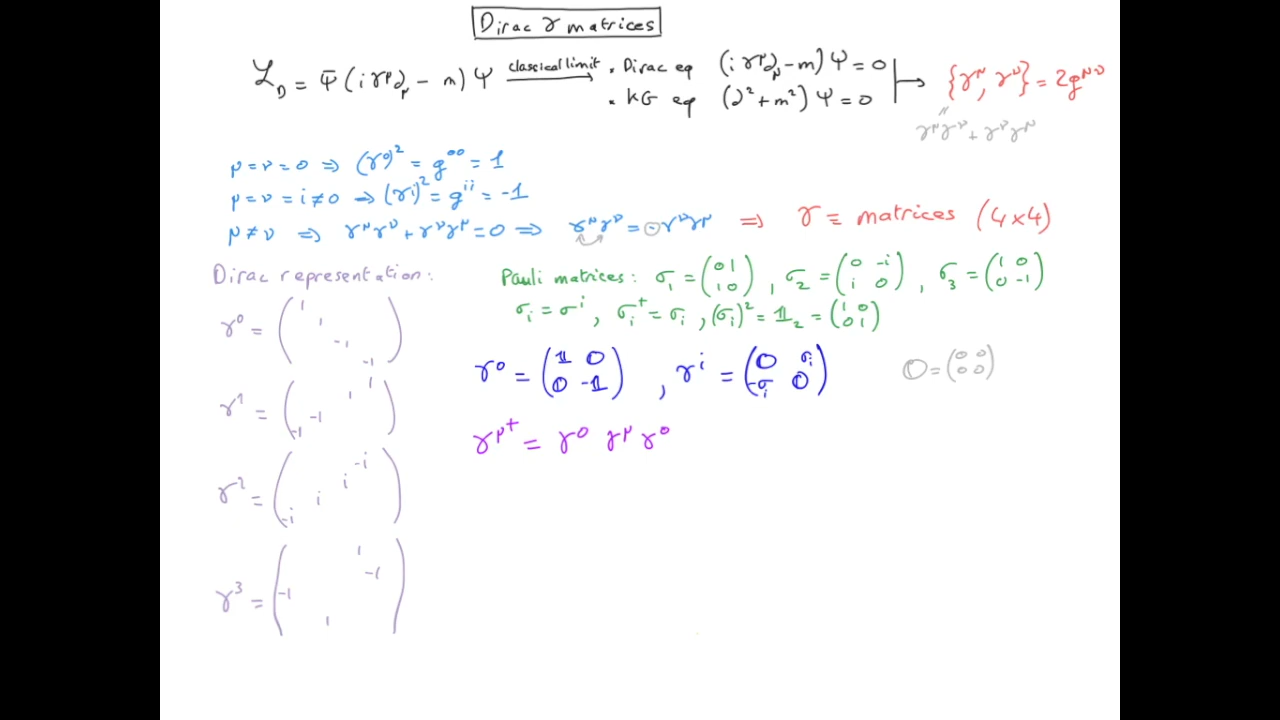 Dirac γ matrices
ℒ_D = Ψ̄ (i γ^μ ∂_μ - m) Ψ → classical limit . Dirac eq (i γ^μ ∂_μ - m) Ψ = 0
. KG eq (∂² + m²) Ψ = 0
→ {γ^μ, γ^ν} = 2g^{μν}
γ^μ γ^ν + γ^ν γ^μ
μ = ν = 0 ⇒ (γ^0)² = g^{00} = 1
μ = ν = i ≠ 0 ⇒ (γ^i)² = g^{ii} = -1
μ ≠ ν ⇒ γ^μ γ^ν + γ^ν γ^μ = 0 ⇒ γ^μ γ^ν = - γ^ν γ^μ ⇒ γ ≡ matrices (4×4)
Dirac representation:
γ^0 = ( 1 1 -1 -1 )
γ^1 = ( 1 1 -1 -1 )
γ^2 = ( -i i i -i )
γ^3 = ( 1 -1 -1 1 )
Pauli matrices: σ_1 = (0 1 ; 1 0), σ_2 = (0 -i ; i 0), σ_3 = (1 0 ; 0 -1)
σ_i = σ^i, σ_i^† = σ_i, (σ_i)² = 𝟙_2 = (1 0 ; 0 1)
γ^0 = (𝟙 0 ; 0 -𝟙), γ^i = (0 σ_i ; -σ_i 0) 0 = (0 0 ; 0 0)
γ^{μ†} = γ^0 γ^μ γ^0